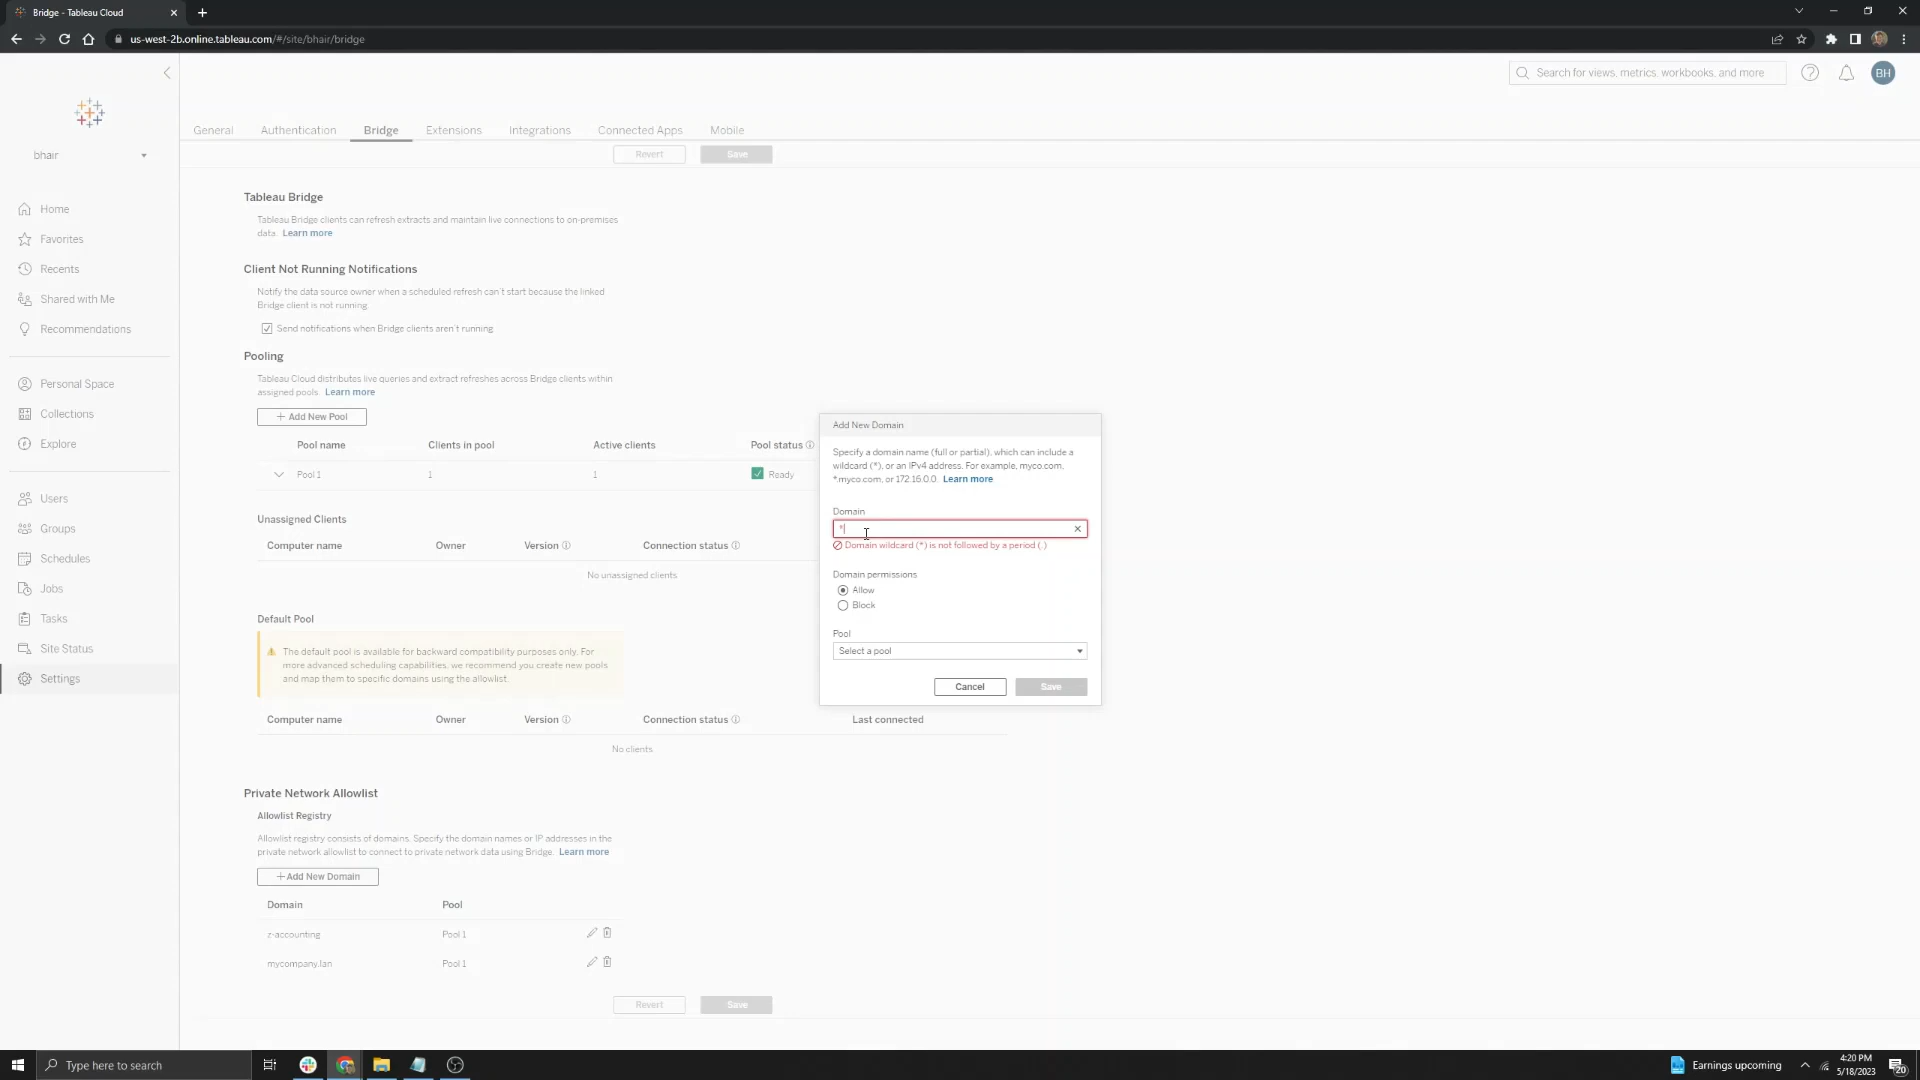 Bridge - Tableau Cloud
us-west-2b.online.tableau.com/#/site/bhair/bridge
Search for views, metrics, workbooks, and more
BH
General Authentication Bridge Extensions Integrations Connected Apps Mobile
bhair
Revert Save
Home
Favorites
Recents
Shared with Me
Recommendations
Personal Space
Collections
Explore
Users
Groups
Schedules
Jobs
Tasks
Site Status
Settings
Tableau Bridge
Tableau Bridge clients can refresh extracts and maintain live connections to on-premises
data. Learn more
Client Not Running Notifications
Notify the data source owner when a scheduled refresh can't start because the linked
Bridge client is not running.
Send notifications when Bridge clients aren't running
Pooling
Tableau Cloud distributes live queries and extract refreshes across Bridge clients within
assigned pools. Learn more
+ Add New Pool
Pool name Clients in pool Active clients Pool status
Pool 1 1 1 Ready
Unassigned Clients
Computer name Owner Version Connection status
No unassigned clients
Default Pool
The default pool is available for backward compatibility purposes only. For
more advanced scheduling capabilities, we recommend you create new pools
and map them to specific domains using the allowlist.
Computer name Owner Version Connection status Last connected
No clients
Private Network Allowlist
Allowlist Registry
Allowlist registry consists of domains. Specify the domain names or IP addresses in the
private network allowlist to connect to private network data using Bridge. Learn more
+ Add New Domain
Domain Pool
z-accounting Pool 1
mycompany.lan Pool 1
Revert Save
Add New Domain
Specify a domain name (full or partial), which can include a
wildcard (*), or an IPv4 address. For example, myco.com,
*.myco.com, or 172.16.0.0. Learn more
Domain
*
Domain wildcard (*) is not followed by a period (.)
Domain permissions
Allow
Block
Pool
Select a pool
Cancel Save
Type here to search
Earnings upcoming
4:20 PM
5/18/2023
20